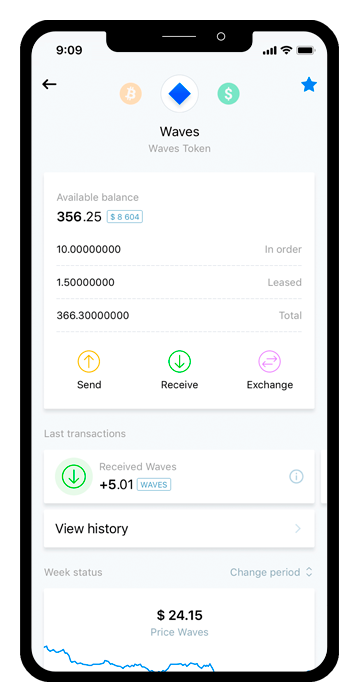 9:09
Waves
Waves Token
Available balance
356.25 $ 8 604
10.00000000 In order
1.50000000 Leased
366.30000000 Total
Send Receive Exchange
Last transactions
Received Waves
+5.01 WAVES
View history
Week status Change period
$ 24.15
Price Waves